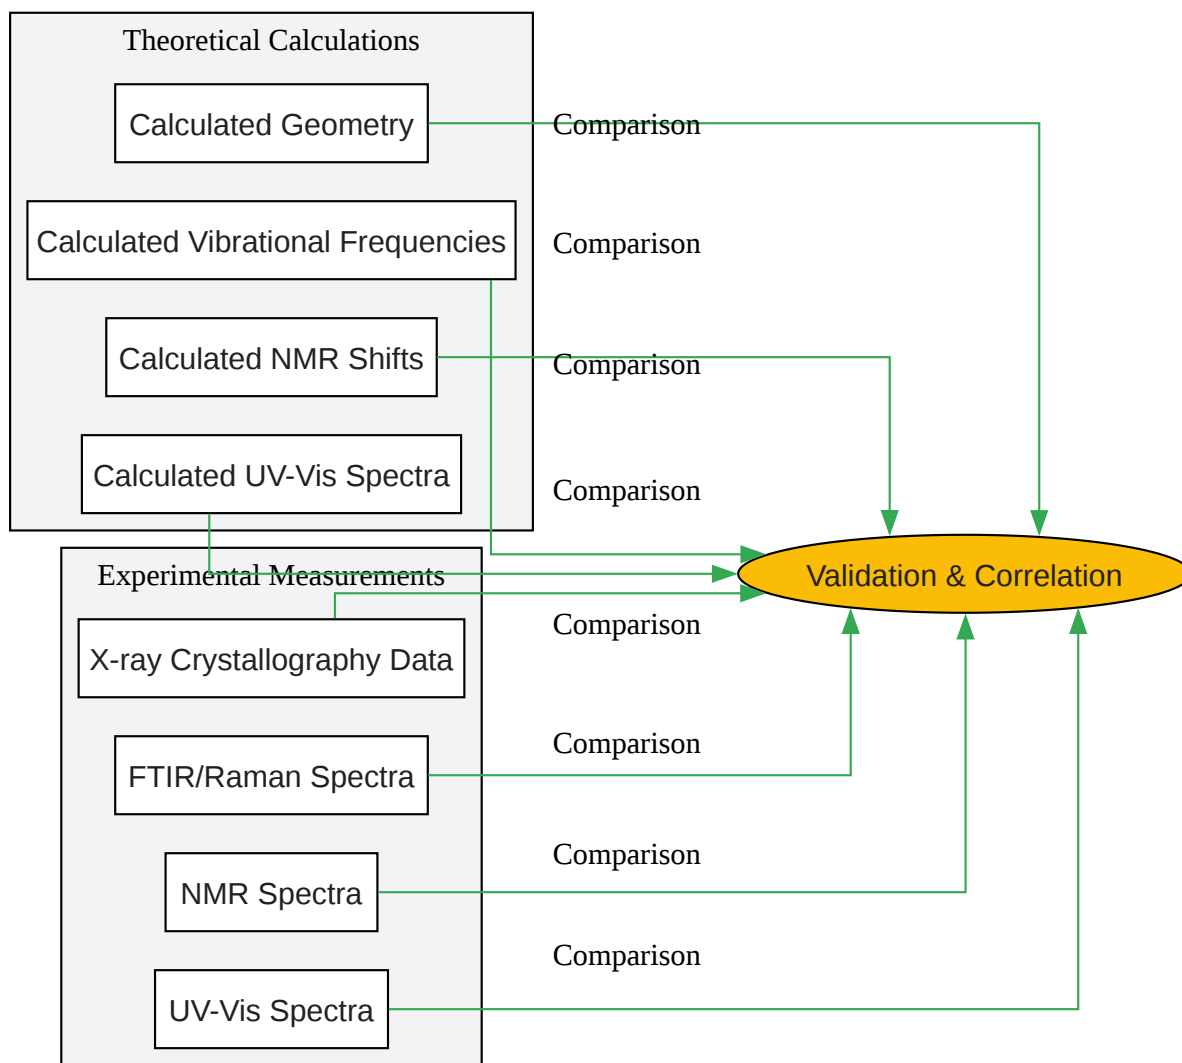 Theoretical Calculations
Calculated Geometry
Comparison
Calculated Vibrational Frequencies
Comparison
Calculated NMR Shifts
Comparison
Calculated UV-Vis Spectra
Comparison
Experimental Measurements
Validation & Correlation
Comparison
X-ray Crystallography Data
Comparison
FTIR/Raman Spectra
Comparison
NMR Spectra
Comparison
UV-Vis Spectra